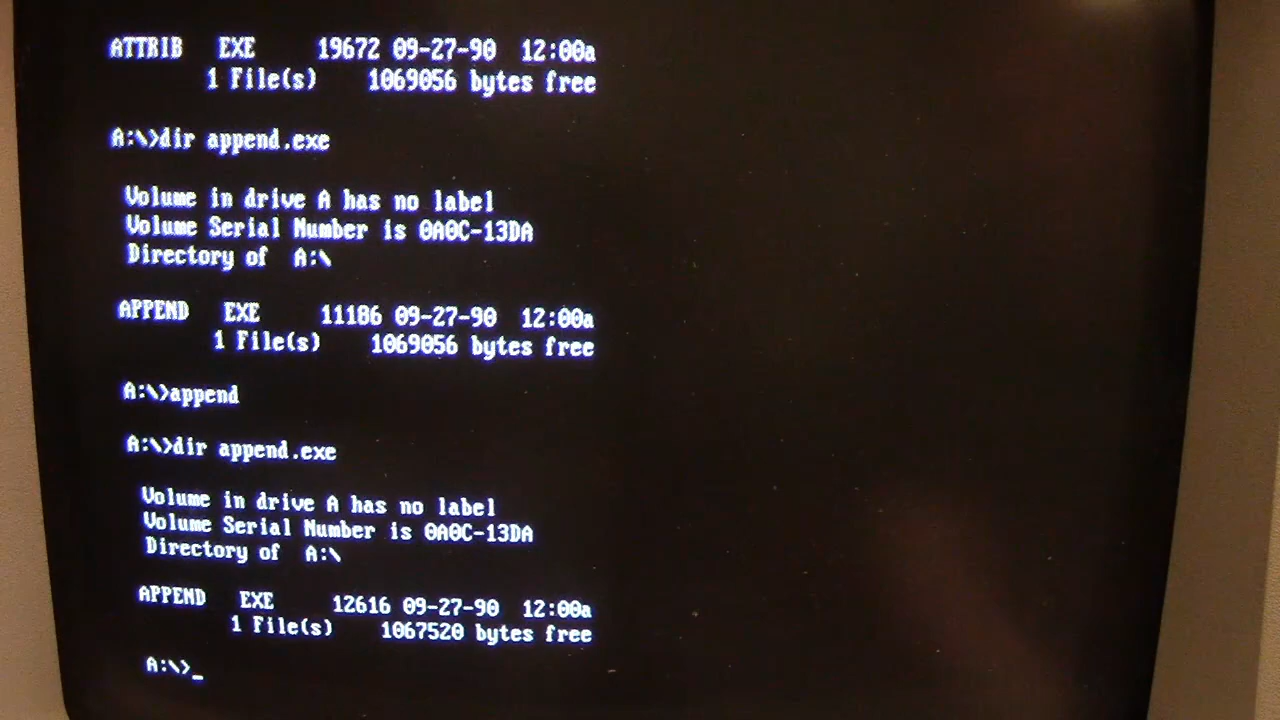 ATTRIB EXE 19672 09-27-90 12:00a
1 File(s) 1069056 bytes free
A:\>dir append.exe
Volume in drive A has no label
Volume Serial Number is 0A0C-13DA
Directory of A:\
APPEND EXE 11186 09-27-90 12:00a
1 File(s) 1069056 bytes free
A:\>append
A:\>dir append.exe
Volume in drive A has no label
Volume Serial Number is 0A0C-13DA
Directory of A:\
APPEND EXE 12616 09-27-90 12:00a
1 File(s) 1067520 bytes free
A:\>_